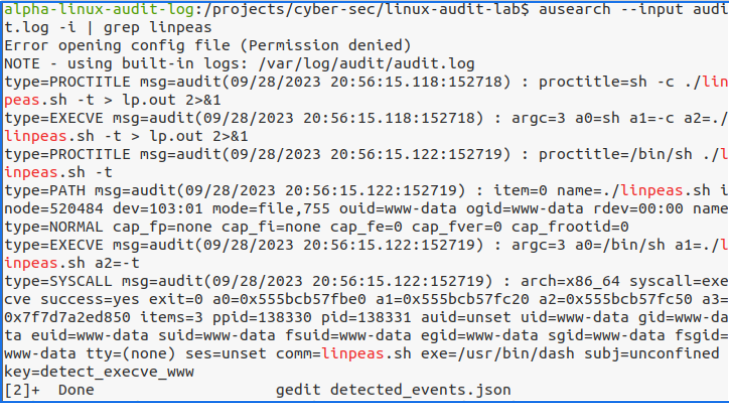 alpha-linux-audit-log:/projects/cyber-sec/linux-audit-lab$ ausearch --input audi
t.log -i | grep linpeas
Error opening config file (Permission denied)
NOTE - using built-in logs: /var/log/audit/audit.log
type=PROCTITLE msg=audit(09/28/2023 20:56:15.118:152718) : proctitle=sh -c ./lin
peas.sh -t > lp.out 2>&1
type=EXECVE msg=audit(09/28/2023 20:56:15.118:152718) : argc=3 a0=sh a1=-c a2=./
linpeas.sh -t > lp.out 2>&1
type=PROCTITLE msg=audit(09/28/2023 20:56:15.122:152719) : proctitle=/bin/sh ./l
inpeas.sh -t
type=PATH msg=audit(09/28/2023 20:56:15.122:152719) : item=0 name=./linpeas.sh i
node=520484 dev=103:01 mode=file,755 ouid=www-data ogid=www-data rdev=00:00 name
type=NORMAL cap_fp=none cap_fi=none cap_fe=0 cap_fver=0 cap_frootid=0
type=EXECVE msg=audit(09/28/2023 20:56:15.122:152719) : argc=3 a0=/bin/sh a1=./l
inpeas.sh a2=-t
type=SYSCALL msg=audit(09/28/2023 20:56:15.122:152719) : arch=x86_64 syscall=exe
cve success=yes exit=0 a0=0x555bcb57fbe0 a1=0x555bcb57fc20 a2=0x555bcb57fc50 a3=
0x7f7d7a2ed850 items=3 ppid=138330 pid=138331 auid=unset uid=www-data gid=www-da
ta euid=www-data suid=www-data fsuid=www-data egid=www-data sgid=www-data fsgid=
www-data tty=(none) ses=unset comm=linpeas.sh exe=/usr/bin/dash subj=unconfined
key=detect_execve_www
[2]+  Done                    gedit detected_events.json